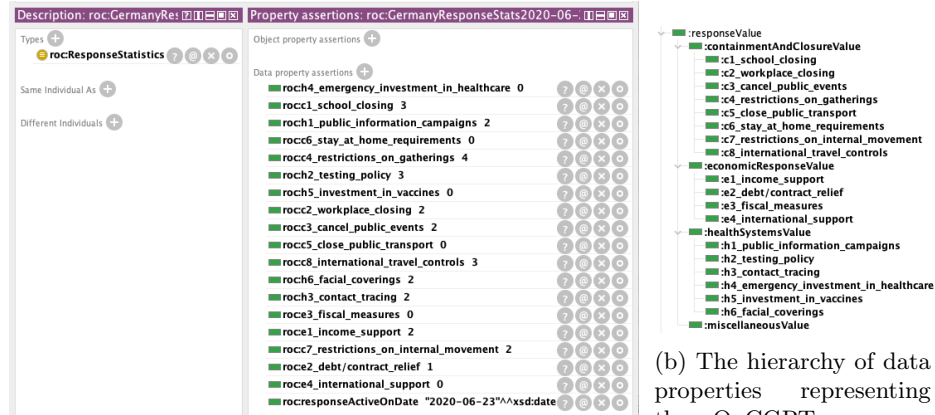 Description: roc:GermanyRes
Property assertions: roc:GermanyResponseStats2020-06-
Types
roc:ResponseStatistics
Same Individual As
Different Individuals
Object property assertions
Data property assertions
roc:h4_emergency_investment_in_healthcare 0
roc:c1_school_closing 3
roc:h1_public_information_campaigns 2
roc:c6_stay_at_home_requirements 0
roc:c4_restrictions_on_gatherings 4
roc:h2_testing_policy 3
roc:h5_investment_in_vaccines 0
roc:c2_workplace_closing 2
roc:c3_cancel_public_events 2
roc:c5_close_public_transport 0
roc:c8_international_travel_controls 3
roc:h6_facial_coverings 2
roc:h3_contact_tracing 2
roc:e3_fiscal_measures 0
roc:e1_income_support 2
roc:c7_restrictions_on_internal_movement 2
roc:e2_debt/contract_relief 1
roc:e4_international_support 0
roc:responseActiveOnDate "2020-06-23"^^xsd:date
:responseValue
:containmentAndClosureValue
:c1_school_closing
:c2_workplace_closing
:c3_cancel_public_events
:c4_restrictions_on_gatherings
:c5_close_public_transport
:c6_stay_at_home_requirements
:c7_restrictions_on_internal_movement
:c8_international_travel_controls
:economicResponseValue
:e1_income_support
:e2_debt/contract_relief
:e3_fiscal_measures
:e4_international_support
:healthSystemsValue
:h1_public_information_campaigns
:h2_testing_policy
:h3_contact_tracing
:h4_emergency_investment_in_healthcare
:h5_investment_in_vaccines
:h6_facial_coverings
:miscellaneousValue
(b) The hierarchy of data
properties representing